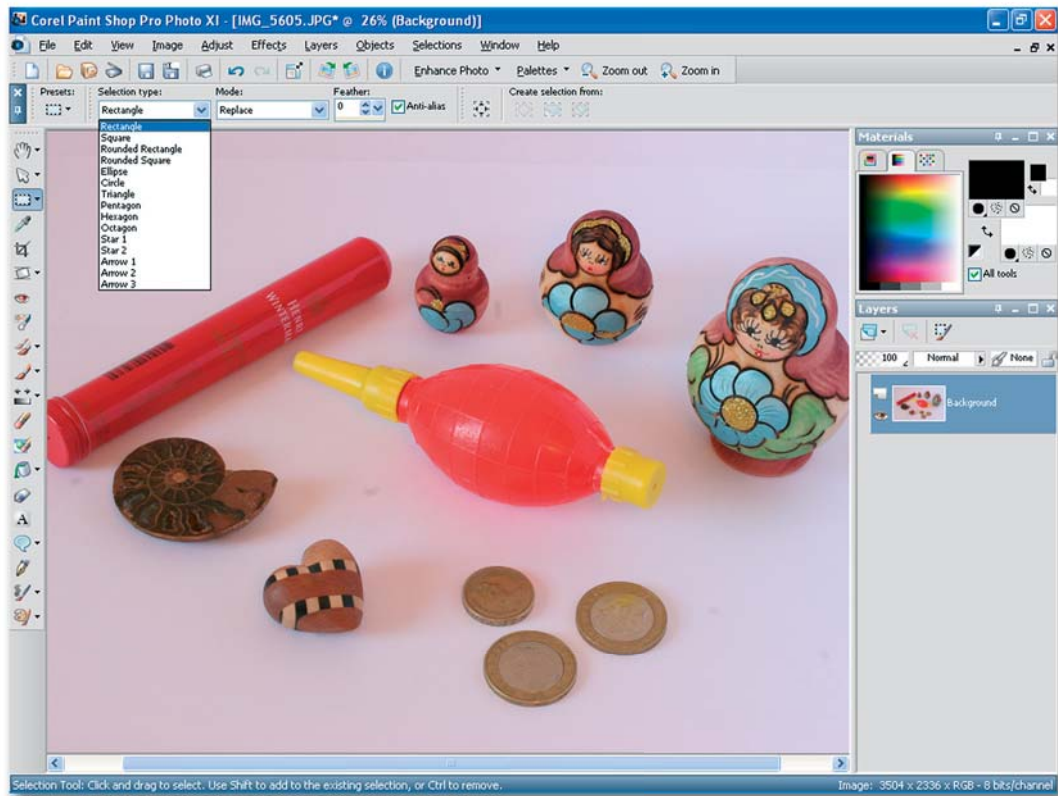 Corel Paint Shop Pro Photo XI - [IMG_5605.JPG* @ 26% (Background)]
File Edit View Image Adjust Effects Layers Objects Selections Window Help
Enhance Photo Palettes Zoom out Zoom in
Presets: Selection type: Mode: Feather: Create selection from:
Rectangle Replace 0 Anti-alias
Rectangle
Square
Rounded Rectangle
Rounded Square
Ellipse
Circle
Triangle
Pentagon
Hexagon
Octagon
Star 1
Star 2
Arrow 1
Arrow 2
Arrow 3
Materials
All tools
Layers
100 Normal None
Background
HENRI
A
Selection Tool: Click and drag to select. Use Shift to add to the existing selection, or Ctrl to remove.
Image: 3504 x 2336 x RGB - 8 bits/channel